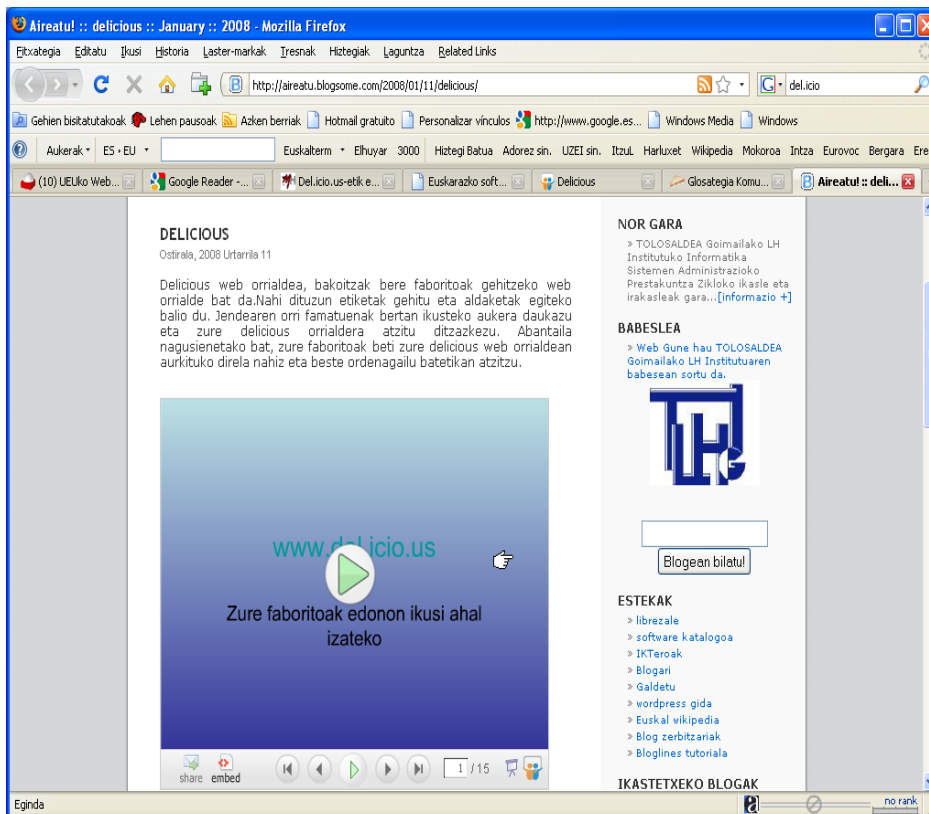 Aireatu! :: delicious :: January :: 2008 - Mozilla Firefox
Fitxategia Editatu Ikusi Historia Laster-markak Tresnak Hiztegiak Laguntza Related Links
http://aireatu.blogsome.com/2008/01/11/delicious/ G del.icio
Gehien bisitatutakoak Lehen pausoak Azken berriak Hotmail gratuito Personalizar vínculos http://www.google.es... Windows Media Windows
Aukerak ES › EU Euskalterm Elhuyar 3000 Hiztegi Batua Adorez sin. UZEI sin. ItzuL Harluxet Wikipedia Mokoroa Intza Eurovoc Bergara Ere
(10) UEUko Web... Google Reader -... Del.icio.us-etik e... Euskarazko soft... Delicious Glosategia Komu... Aireatu! :: deli...
DELICIOUS
Ostirala, 2008 Urtarrila 11
Delicious web orrialdea, bakoitzak bere faboritoak gehitzeko web
orrialde bat da.Nahi dituzun etiketak gehitu eta aldaketak egiteko
balio du. Jendearen orri famatuenak bertan ikusteko aukera daukazu
eta zure delicious orrialdera atzitu ditzazkezu. Abantaila
nagusienetako bat, zure faboritoak beti zure delicious web orrialdean
aurkituko direla nahiz eta beste ordenagailu batetikan atzitzu.
www.del.icio.us
Zure faboritoak edonon ikusi ahal
izateko
share embed 1 / 15
NOR GARA
» TOLOSALDEA Goimailako LH
Institutuko Informatika
Sistemen Administrazioko
Prestakuntza Zikloko ikasle eta
irakasleak gara...[informazio +]
BABESLEA
» Web Gune hau TOLOSALDEA
Goimailako LH Institutuaren
babesean sortu da.
TLHG
Blogean bilatu!
ESTEKAK
» librezale
» software katalogoa
» IKTeroak
» Blogari
» Galdetu
» wordpress gida
» Euskal wikipedia
» Blog zerbitzariak
» Bloglines tutoriala
IKASTETXEKO BLOGAK
Eginda no rank